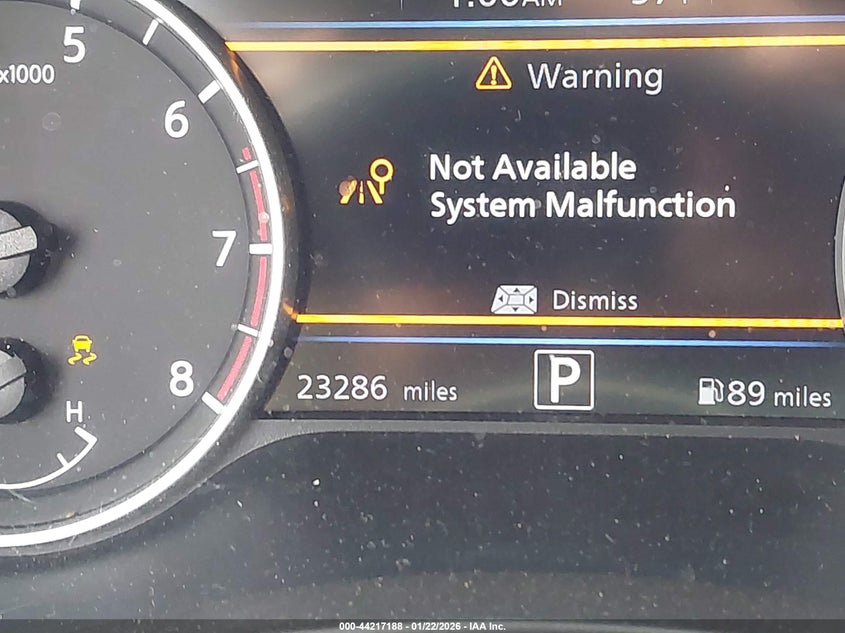 5
x1000
6
7
8
H
Warning
Not Available
System Malfunction
Dismiss
23286 miles
P
89 miles
000-44217188 - 01/22/2026 - IAA Inc.